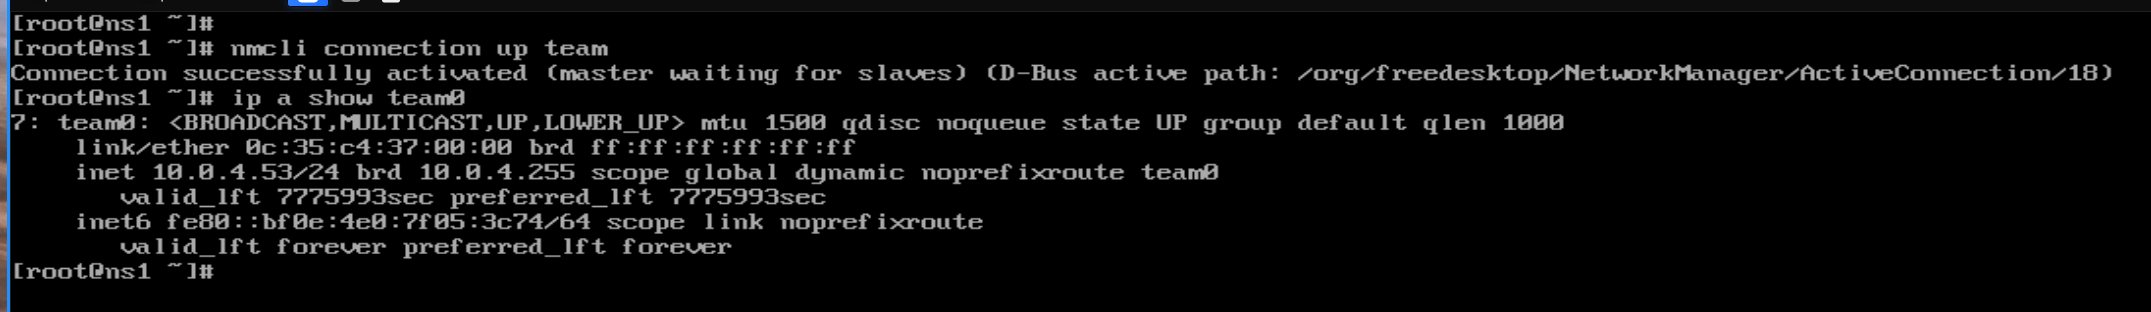 [root@ns1 ~]#
[root@ns1 ~]# nmcli connection up team
Connection successfully activated (master waiting for slaves) (D-Bus active path: /org/freedesktop/NetworkManager/ActiveConnection/18)
[root@ns1 ~]# ip a show team0
7: team0: <BROADCAST,MULTICAST,UP,LOWER_UP> mtu 1500 qdisc noqueue state UP group default qlen 1000
    link/ether 0c:35:c4:37:00:00 brd ff:ff:ff:ff:ff:ff
    inet 10.0.4.53/24 brd 10.0.4.255 scope global dynamic noprefixroute team0
       valid_lft 7775993sec preferred_lft 7775993sec
    inet6 fe80::bf0e:4e0:7f05:3c74/64 scope link noprefixroute
       valid_lft forever preferred_lft forever
[root@ns1 ~]#